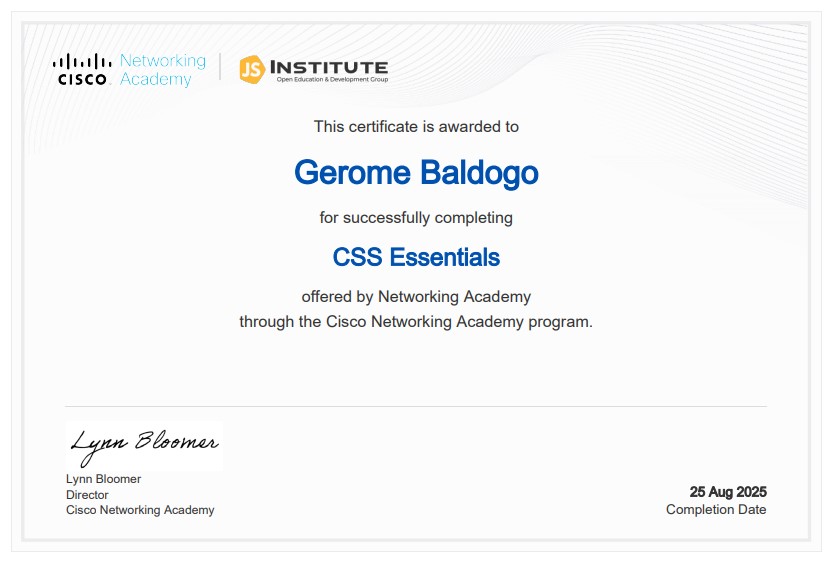 CISCO Networking Academy
JS INSTITUTE
Open Education & Development Group
This certificate is awarded to
Gerome Baldogo
for successfully completing
CSS Essentials
offered by Networking Academy
through the Cisco Networking Academy program.
Lynn Bloomer
Lynn Bloomer
Director
Cisco Networking Academy
25 Aug 2025
Completion Date